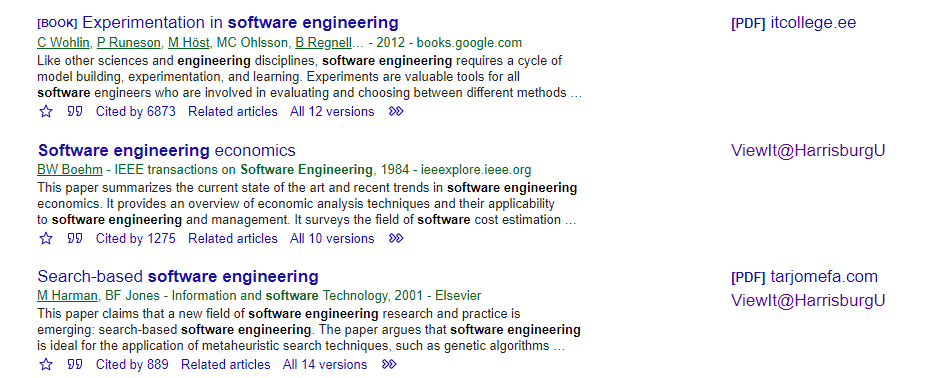 [BOOK] Experimentation in software engineering
[PDF] itcollege.ee
C Wohlin, P Runeson, M Höst, MC Ohlsson, B Regnell… - 2012 - books.google.com
Like other sciences and engineering disciplines, software engineering requires a cycle of
model building, experimentation, and learning. Experiments are valuable tools for all
software engineers who are involved in evaluating and choosing between different methods …
Cited by 6873 Related articles All 12 versions
Software engineering economics
ViewIt@HarrisburgU
BW Boehm - IEEE transactions on Software Engineering, 1984 - ieeexplore.ieee.org
This paper summarizes the current state of the art and recent trends in software engineering
economics. It provides an overview of economic analysis techniques and their applicability
to software engineering and management. It surveys the field of software cost estimation …
Cited by 1275 Related articles All 10 versions
Search-based software engineering
[PDF] tarjomefa.com
M Harman, BF Jones - Information and software Technology, 2001 - Elsevier
ViewIt@HarrisburgU
This paper claims that a new field of software engineering research and practice is
emerging: search-based software engineering. The paper argues that software engineering
is ideal for the application of metaheuristic search techniques, such as genetic algorithms …
Cited by 889 Related articles All 14 versions